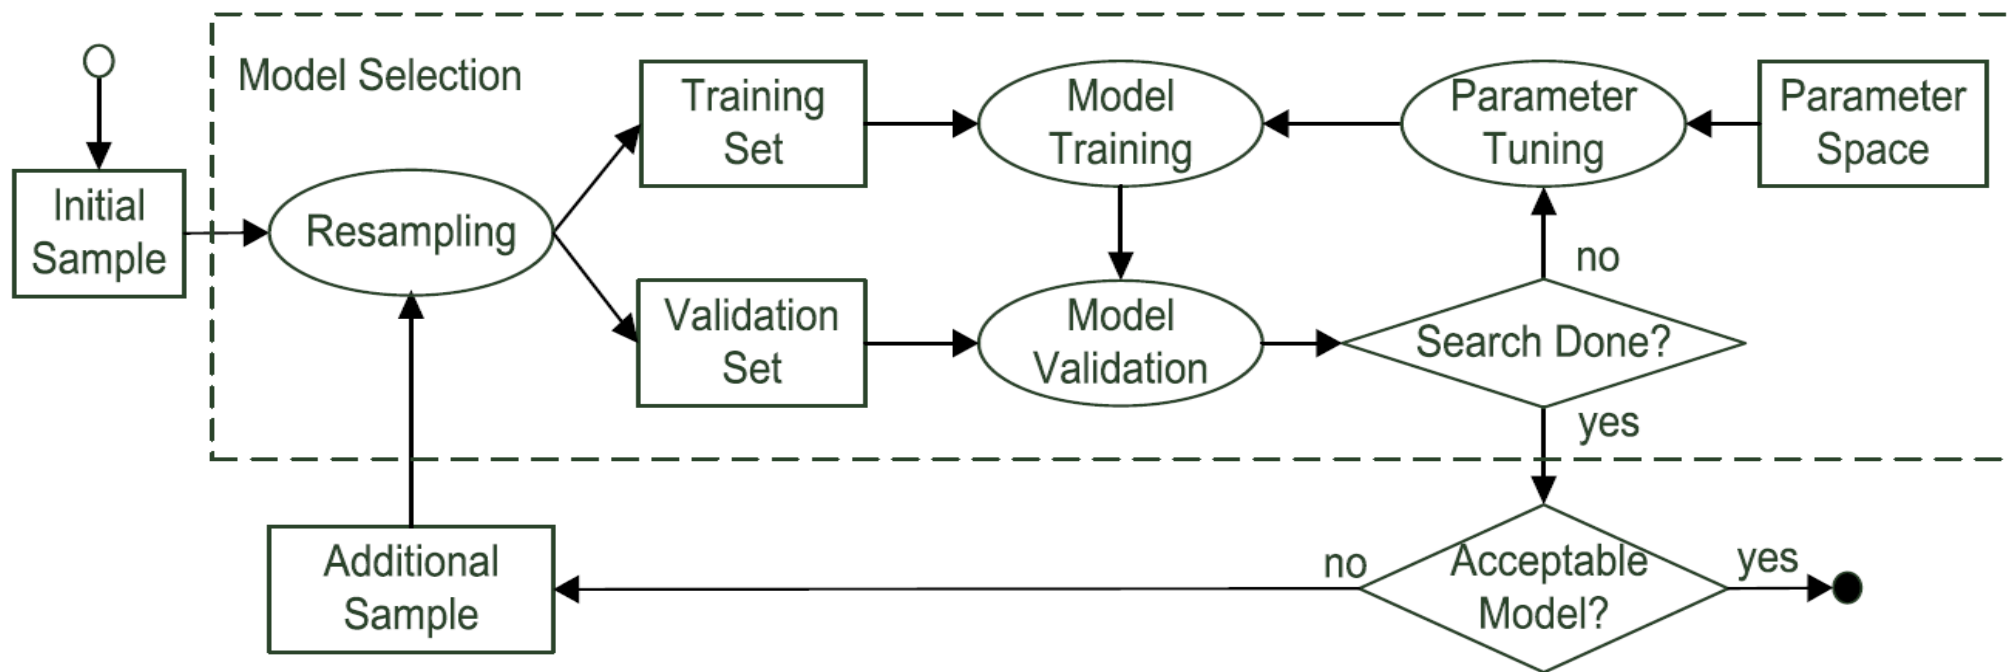 Model Selection
Initial
Sample
Resampling
Training
Set
Validation
Set
Model
Training
Model
Validation
Parameter
Tuning
Parameter
Space
no
Search Done?
yes
Acceptable
Model?
no
yes
Additional
Sample